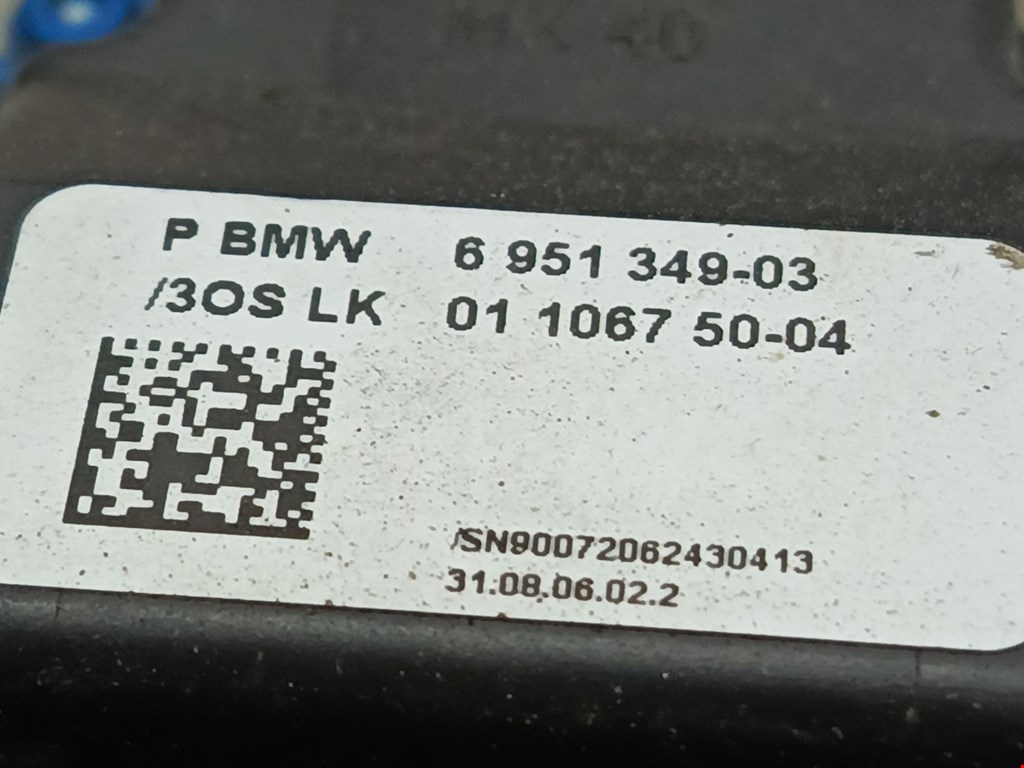 P BMW 6 951 349-03
/3OS LK 01 1067 50-04
/SN90072062430413
31.08.06.02.2